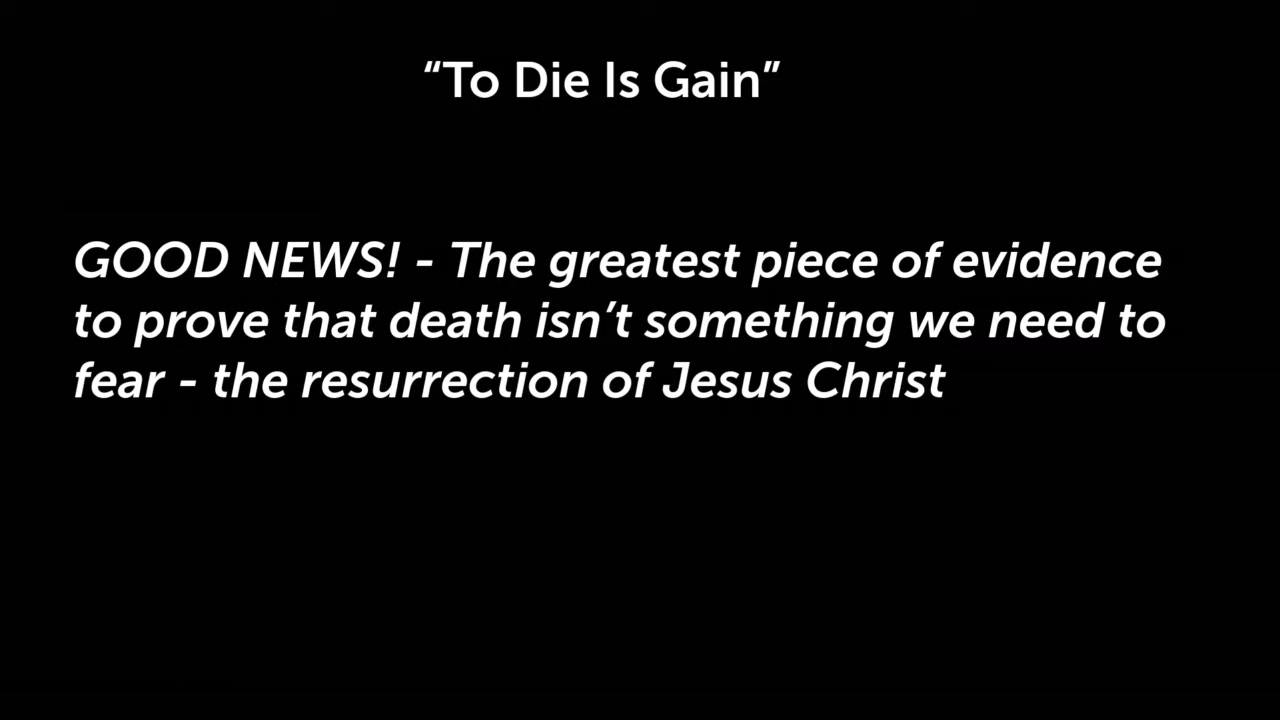 “To Die Is Gain”
GOOD NEWS! - The greatest piece of evidence
to prove that death isn’t something we need to
fear - the resurrection of Jesus Christ